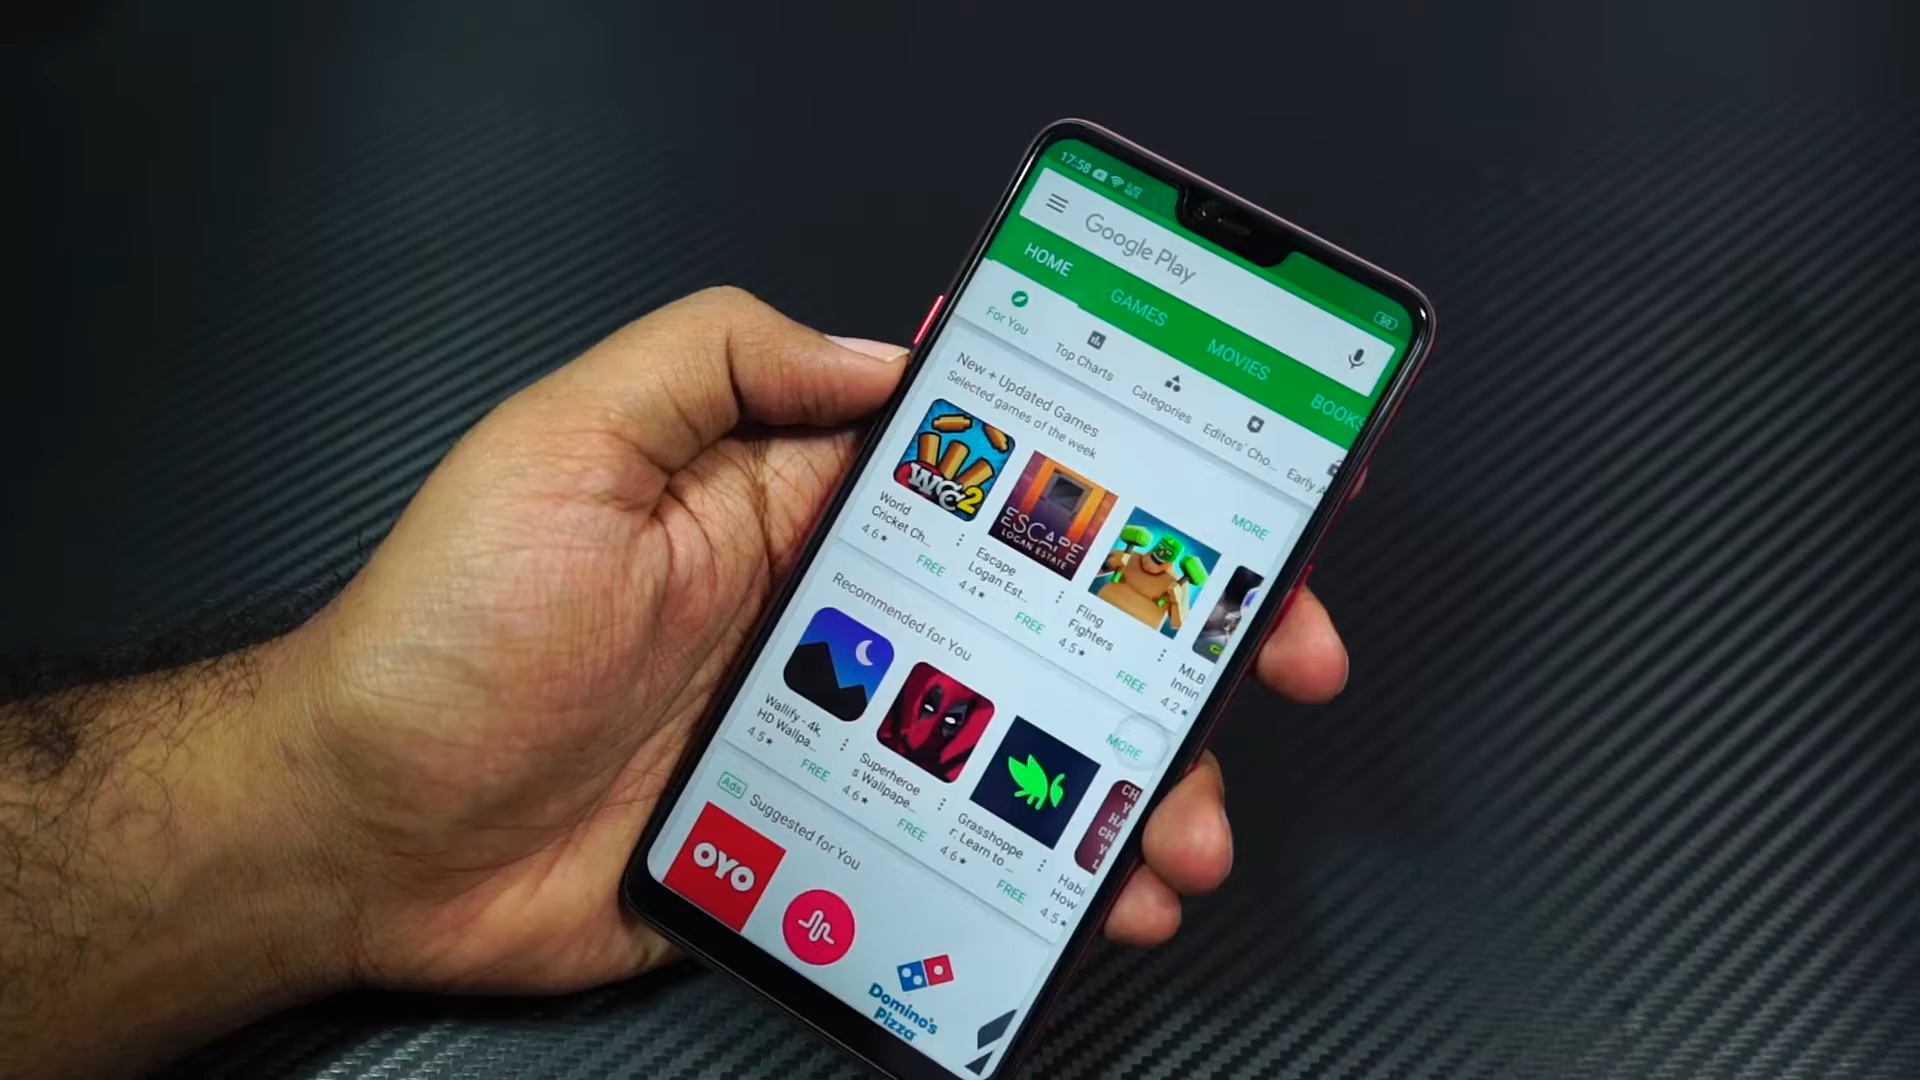 17:58
Google Play
HOME
GAMES
MOVIES
BOOKS
For You
Top Charts
Categories
Editors' Cho...
Early A
New + Updated Games
Selected games of the week
MORE
WCC2
ESCAPE
LOGAN ESTATE
World
Cricket Ch...
4.6★
FREE
Escape
Logan Est...
4.4★
FREE
Fling
Fighters
4.5★
FREE
MLB
Innin
4.2★
Recommended for You
MORE
CH
Y
HA
CH
Y
L
Wallify - 4k,
HD Wallpa...
4.5★
FREE
Superheroe
s Wallpape...
4.6★
FREE
Grasshoppe
r: Learn to
...
4.6★
FREE
Habi
How
4.5★
Ads Suggested for You
OYO
Domino's
Pizza